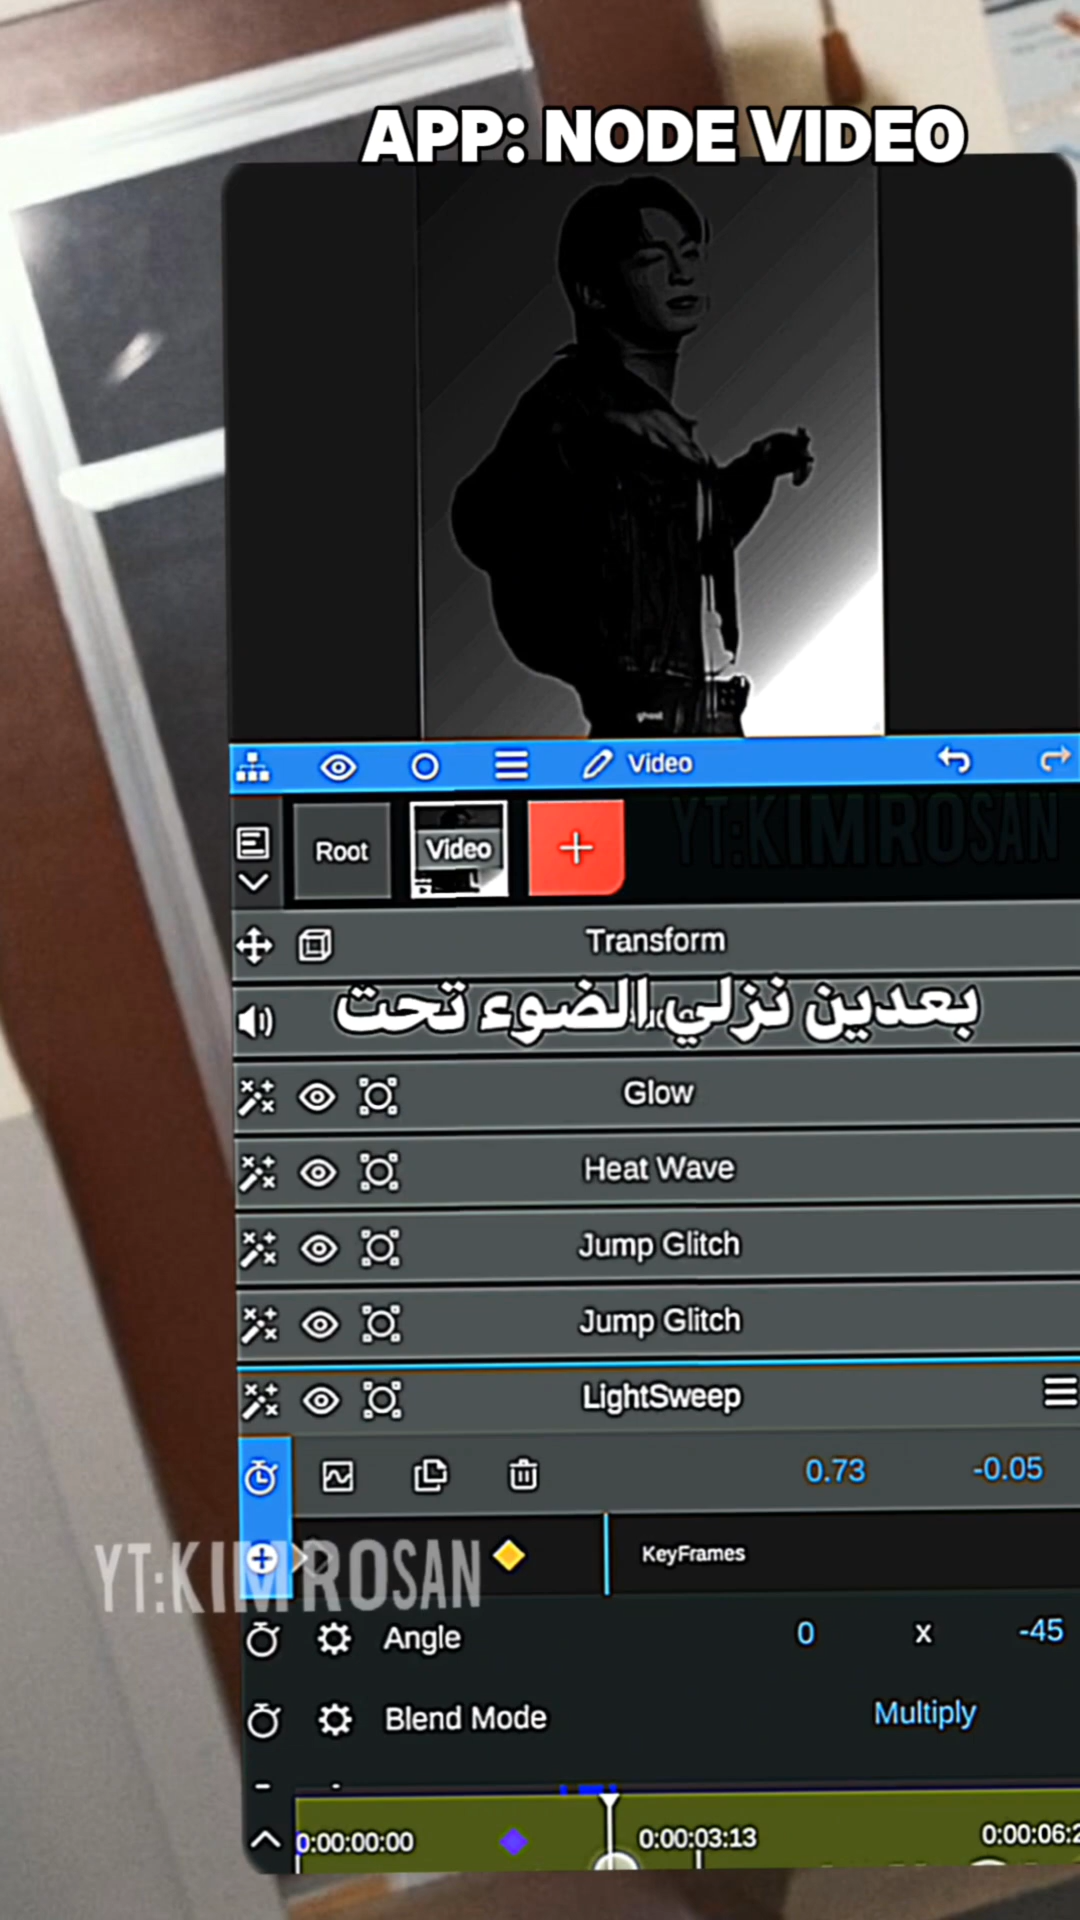 APP: NODE VIDEO
ghost
Video
YT:KIMROSAN
Root
Video
Transform
بعدين نزلي الضوء تحت
Glow
Heat Wave
Jump Glitch
Jump Glitch
LightSweep
0.73 -0.05
KeyFrames
YT:KIMROSAN
Angle 0 x -45
Blend Mode Multiply
0:00:00:00 0:00:03:13